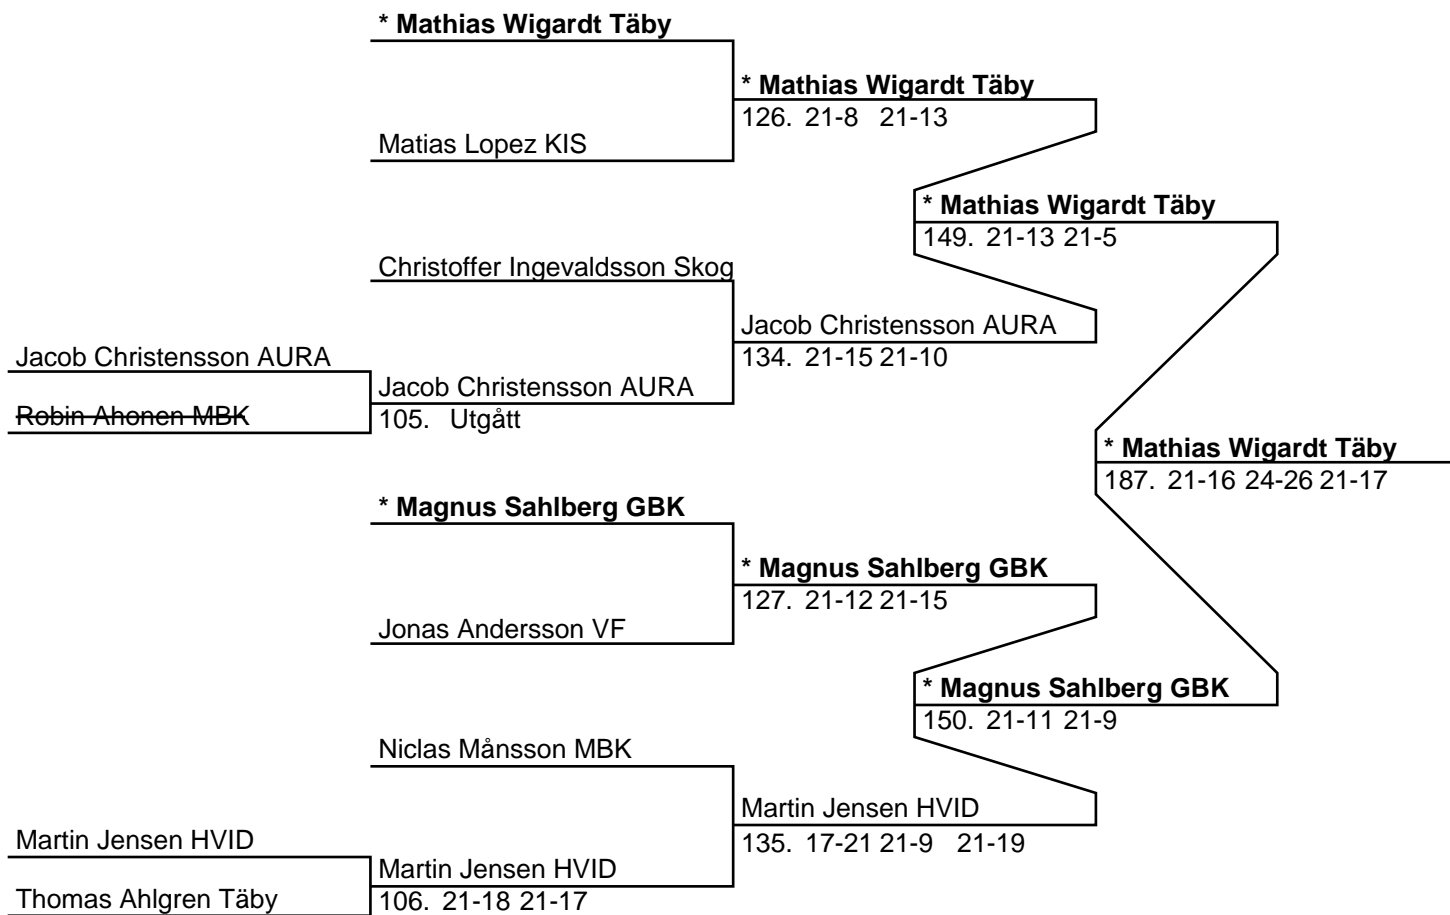 * Mathias Wigardt Täby
* Mathias Wigardt Täby
126. 21-8 21-13
Matias Lopez KIS
* Mathias Wigardt Täby
149. 21-13 21-5
Christoffer Ingevaldsson Skog
Jacob Christensson AURA
134. 21-15 21-10
Jacob Christensson AURA
Jacob Christensson AURA
Robin Ahonen MBK
105. Utgått
* Mathias Wigardt Täby
187. 21-16 24-26 21-17
* Magnus Sahlberg GBK
* Magnus Sahlberg GBK
127. 21-12 21-15
Jonas Andersson VF
* Magnus Sahlberg GBK
150. 21-11 21-9
Niclas Månsson MBK
Martin Jensen HVID
135. 17-21 21-9 21-19
Martin Jensen HVID
Martin Jensen HVID
Thomas Ahlgren Täby
106. 21-18 21-17